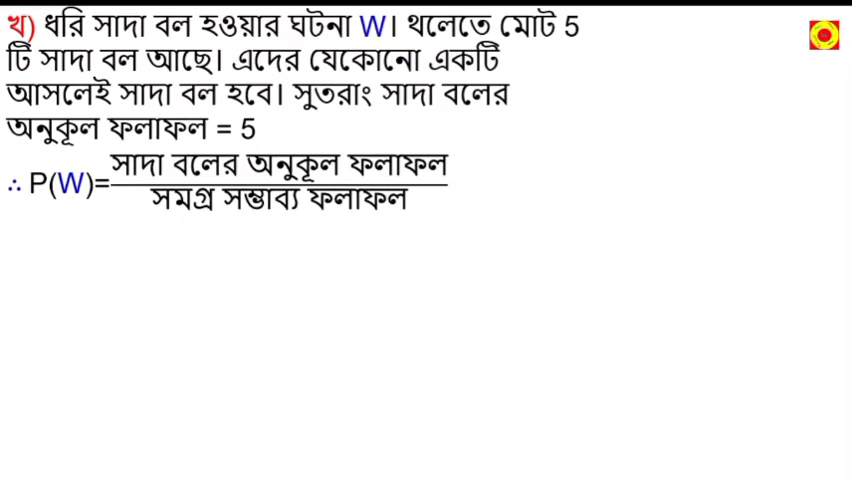 খ) ধরি সাদা বল হওয়ার ঘটনা W। থলেতে মোট 5
টি সাদা বল আছে। এদের যেকোনো একটি
আসলেই সাদা বল হবে। সুতরাং সাদা বলের
অনুকূল ফলাফল = 5
∴ P(W)=সাদা বলের অনুকূল ফলাফল
সমগ্র সম্ভাব্য ফলাফল